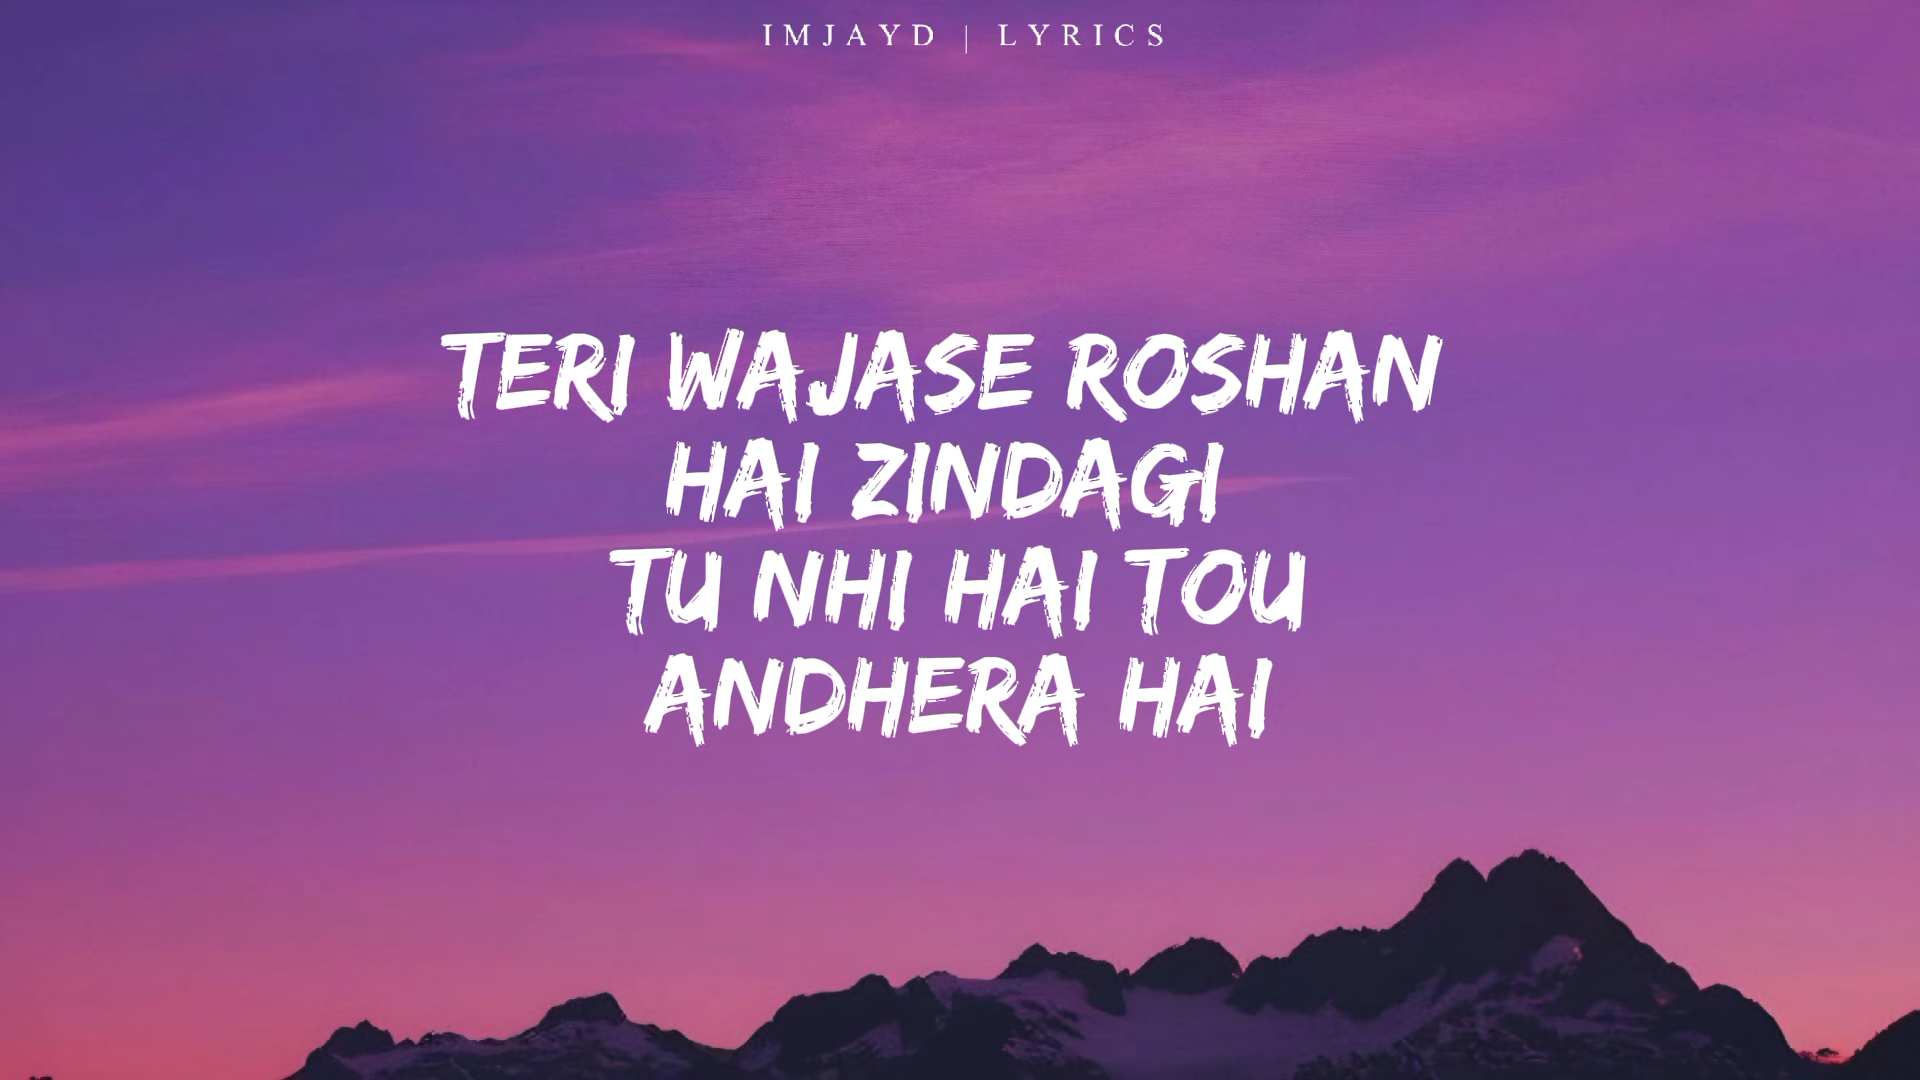 IMJAYD | LYRICS
TERI WAJASE ROSHAN
HAI ZINDAGI
TU NHI HAI TOU
ANDHERA HAI